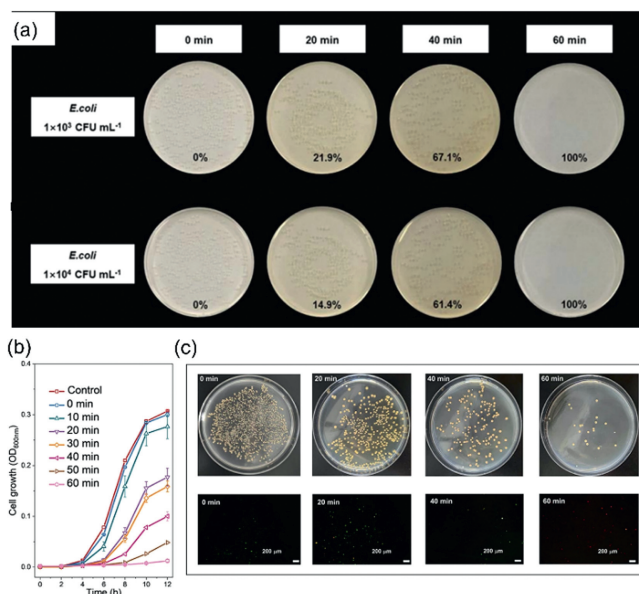 (a)
0 min
20 min
40 min
60 min
E.coli
1×10³ CFU mL⁻¹
0%
21.9%
67.1%
100%
E.coli
1×10⁴ CFU mL⁻¹
0%
14.9%
61.4%
100%
(b)
0.4
0.3
0.2
0.1
0.0
Cell growth (OD600nm)
Control
0 min
10 min
20 min
30 min
40 min
50 min
60 min
0 2 4 6 8 10 12
Time (h)
(c)
0 min
20 min
40 min
60 min
0 min
20 min
40 min
60 min
200 μm
200 μm
200 μm
200 μm